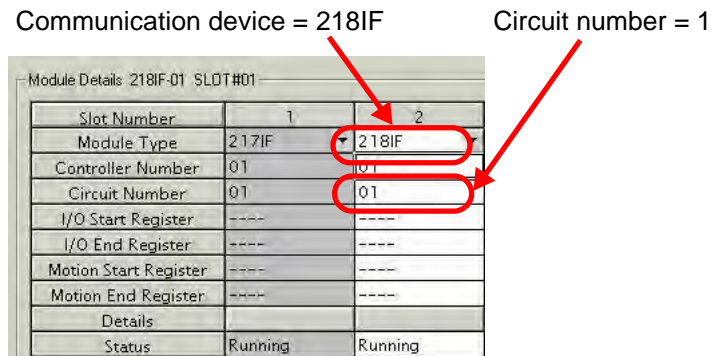 Communication device = 218IF Circuit number = 1
Module Details 218IF-01 SLOT#01
Slot Number 1 2
Module Type 217IF 218IF
Controller Number 01 01
Circuit Number 01 01
I/O Start Register ---- ----
I/O End Register ---- ----
Motion Start Register ---- ----
Motion End Register ---- ----
Details
Status Running Running